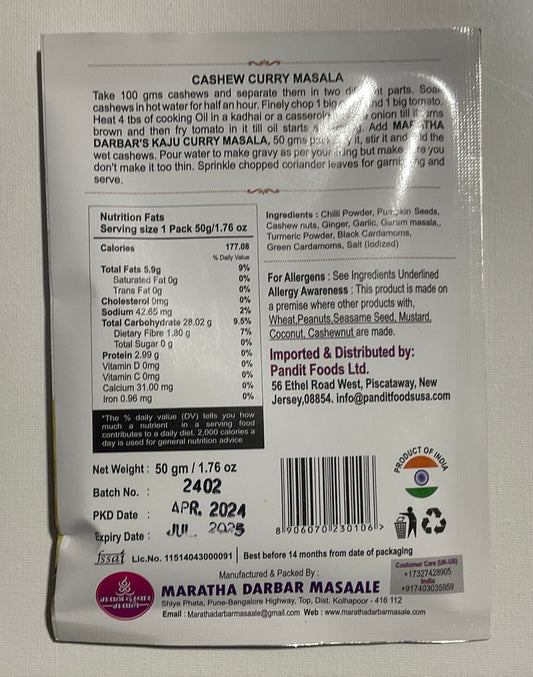 CASHEW CURRY MASALA
Take 100 gms cashews and separate them in two parts. Soak
cashews in hot water for half an hour. Finely chop 1 big and 1 big tomato.
Heat 4 tbs of cooking Oil in a kadhai or a casserole onion till it turns
brown and then fry tomato in it till oil starts Add MARATHA
DARBAR'S KAJU CURRY MASALA, 50 gms it, stir it and the
wet cashews. Pour water to make gravy as per your but make you
don't make it too thin. Sprinkle chopped coriander leaves for and
serve.
Nutrition Fats
Serving size 1 Pack 50g/1.76 oz
Calories 177.08
% Daily Value
Total Fats 5.9g 9%
Saturated Fat 0g 0%
Trans Fat 0g 0%
Cholesterol 0mg 0%
Sodium 42.65 mg 2%
Total Carbohydrate 28.02 g 9.5%
Dietary Fibre 1.80 g 7%
Total Sugar 0 g 0%
Protein 2.99 g 0%
Vitamin D 0mg 0%
Vitamin C 0mg 0%
Calcium 31.00 mg 0%
Iron 0.96 mg 0%
*The % daily value (DV) tells you how
much a nutrient in a serving food
contributes to a daily diet. 2,000 calories a
day is used for general nutrition advice
Ingredients : Chilli Powder, Pumpkin Seeds,
Cashew nuts, Ginger, Garlic, Garam masala,,
Turmeric Powder, Black Cardamoms,
Green Cardamoms, Salt (Iodized)
For Allergens : See Ingredients Underlined
Allergy Awareness : This product is made on
a premise where other products with,
Wheat,Peanuts,Seasame Seed, Mustard,
Coconut, Cashewnut are made.
Imported & Distributed by:
Pandit Foods Ltd.
56 Ethel Road West, Piscataway, New
Jersey,08854. info@panditfoodsusa.com
Net Weight : 50 gm / 1.76 oz
Batch No. : 2402
PKD Date : APR. 2024
Expiry Date : JUL. 2025
8 906070 230106 >
PRODUCT OF INDIA
fssai Lic.No. 11514043000091 | Best before 14 months from date of packaging
Manufactured & Packed By :
MARATHA DARBAR MASAALE
Shiye Phata, Pune-Bangalore Highway, Top, Dist. Kolhapoor - 416 112
Email : Marathadarbarmasale@gmail.com Web : www.marathadarbarmasale.com
Customer Care (UK-US)
+17327428905
India
+917403035959